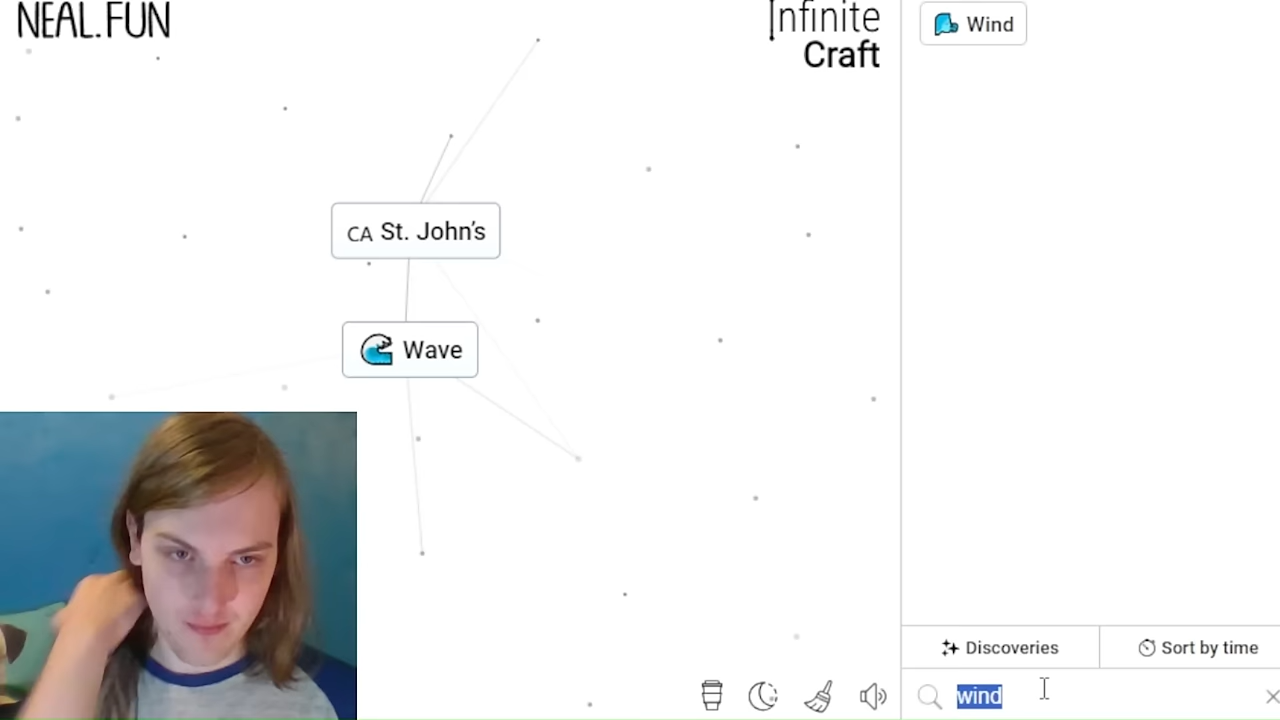 NEAL.FUN
Infinite
Craft
Wind
CA St. John's
Wave
Discoveries
Sort by time
wind